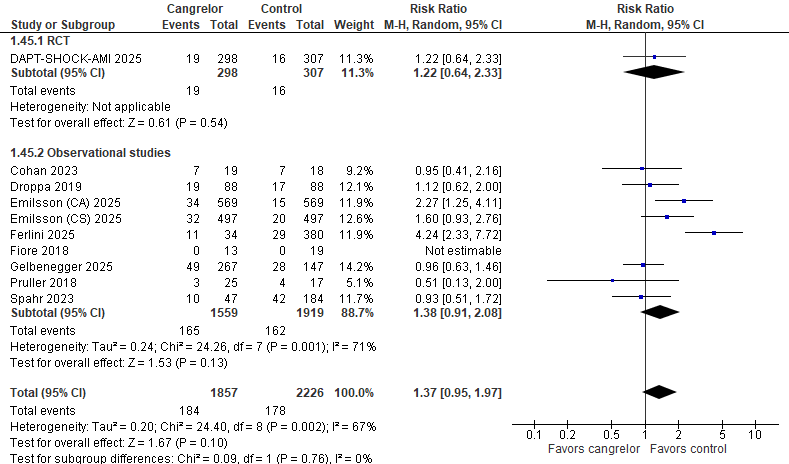 Cangrelor Control Risk Ratio Risk Ratio
Study or Subgroup Events Total Events Total Weight M-H, Random, 95% CI M-H, Random, 95% CI
1.45.1 RCT
DAPT-SHOCK-AMI 2025 19 298 16 307 11.3% 1.22 [0.64, 2.33]
Subtotal (95% CI) 298 307 11.3% 1.22 [0.64, 2.33]
Total events 19 16
Heterogeneity: Not applicable
Test for overall effect: Z = 0.61 (P = 0.54)
1.45.2 Observational studies
Cohan 2023 7 19 7 18 9.2% 0.95 [0.41, 2.16]
Droppa 2019 19 88 17 88 12.1% 1.12 [0.62, 2.00]
Emilsson (CA) 2025 34 569 15 569 11.9% 2.27 [1.25, 4.11]
Emilsson (CS) 2025 32 497 20 497 12.6% 1.60 [0.93, 2.76]
Ferlini 2025 11 34 29 380 11.9% 4.24 [2.33, 7.72]
Fiore 2018 0 13 0 19 Not estimable
Gelbenegger 2025 49 267 28 147 14.2% 0.96 [0.63, 1.46]
Pruller 2018 3 25 4 17 5.1% 0.51 [0.13, 2.00]
Spahr 2023 10 47 42 184 11.7% 0.93 [0.51, 1.72]
Subtotal (95% CI) 1559 1919 88.7% 1.38 [0.91, 2.08]
Total events 165 162
Heterogeneity: Tau² = 0.24; Chi² = 24.26, df = 7 (P = 0.001); I² = 71%
Test for overall effect: Z = 1.53 (P = 0.13)
Total (95% CI) 1857 2226 100.0% 1.37 [0.95, 1.97]
Total events 184 178
Heterogeneity: Tau² = 0.20; Chi² = 24.40, df = 8 (P = 0.002); I² = 67%
Test for overall effect: Z = 1.67 (P = 0.10)
Test for subgroup differences: Chi² = 0.09, df = 1 (P = 0.76), I² = 0%
0.1 0.2 0.5 1 2 5 10
Favors cangrelor Favors control